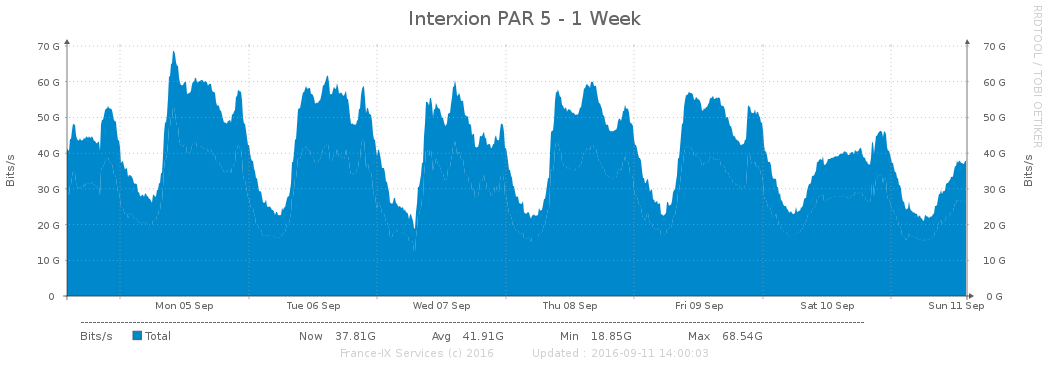 Interxion PAR 5 - 1 Week
RRDTOOL / TOBI OETIKER
70 G 70 G
60 G 60 G
50 G 50 G
40 G 40 G
30 G 30 G
20 G 20 G
10 G 10 G
0 0 G
Bits/s Bits/s
Mon 05 Sep Tue 06 Sep Wed 07 Sep Thu 08 Sep Fri 09 Sep Sat 10 Sep Sun 11 Sep
Bits/s Total Now 37.81G Avg 41.91G Min 18.85G Max 68.54G
France-IX Services (c) 2016 Updated : 2016-09-11 14:00:03